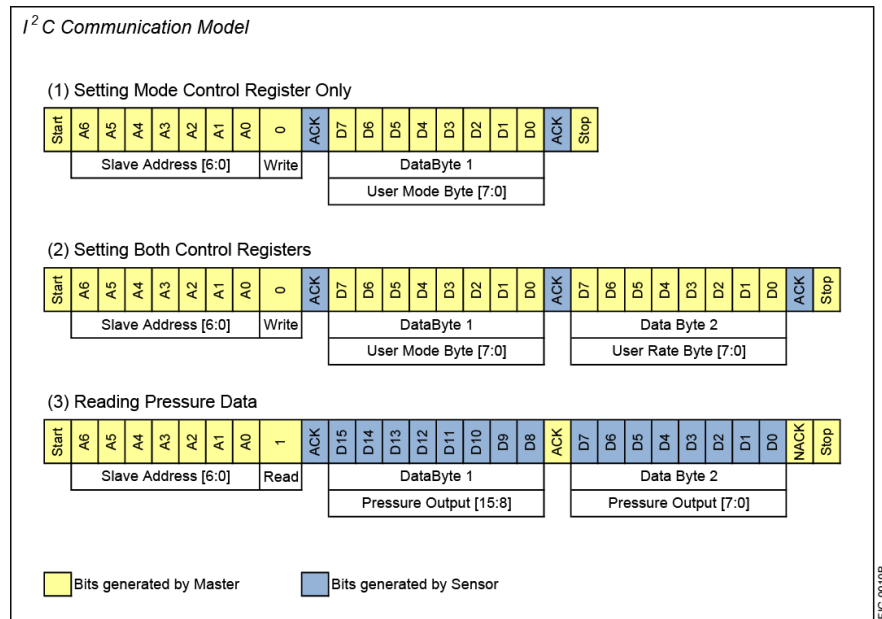 I² C Communication Model
(1) Setting Mode Control Register Only
Start A6 A5 A4 A3 A2 A1 A0 0 ACK D7 D6 D5 D4 D3 D2 D1 D0 ACK Stop
Slave Address [6:0] Write DataByte 1
User Mode Byte [7:0]
(2) Setting Both Control Registers
Start A6 A5 A4 A3 A2 A1 A0 0 ACK D7 D6 D5 D4 D3 D2 D1 D0 ACK D7 D6 D5 D4 D3 D2 D1 D0 ACK Stop
Slave Address [6:0] Write DataByte 1 Data Byte 2
User Mode Byte [7:0] User Rate Byte [7:0]
(3) Reading Pressure Data
Start A6 A5 A4 A3 A2 A1 A0 1 ACK D15 D14 D13 D12 D11 D10 D9 D8 ACK D7 D6 D5 D4 D3 D2 D1 D0 NACK Stop
Slave Address [6:0] Read DataByte 1 Data Byte 2
Pressure Output [15:8] Pressure Output [7:0]
Bits generated by Master Bits generated by Sensor